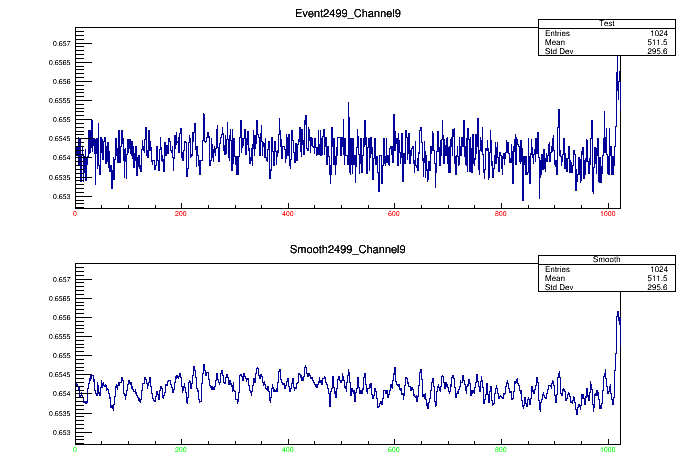 Event2499_Channel9
Test
Entries 1024
Mean 511.5
Std Dev 295.6
0.657
0.6565
0.656
0.6555
0.655
0.6545
0.654
0.6535
0.653
0 200 400 600 800 1000
Smooth2499_Channel9
Smooth
Entries 1024
Mean 511.5
Std Dev 295.6
0.657
0.6565
0.656
0.6555
0.655
0.6545
0.654
0.6535
0.653
0 200 400 600 800 1000